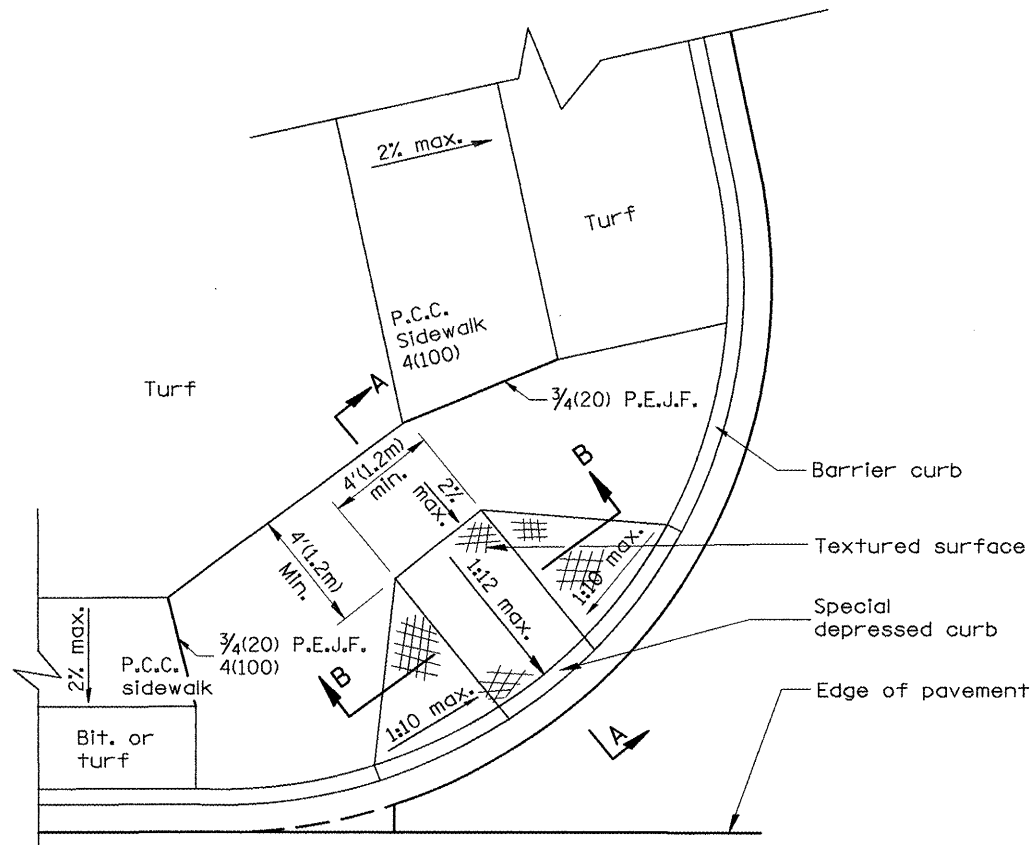 2% max.
Turf
P.C.C.
Sidewalk
4(100)
Turf
A
3/4(20) P.E.J.F.
4'(1.2m)
min.
2%
max.
B
Barrier curb
Textured surface
4'(1.2m)
Min.
1:12 max.
1:10 max.
Special
depressed curb
2% max.
P.C.C.
sidewalk
3/4(20) P.E.J.F.
4(100)
B
Edge of pavement
1:10 max.
A
Bit. or
turf